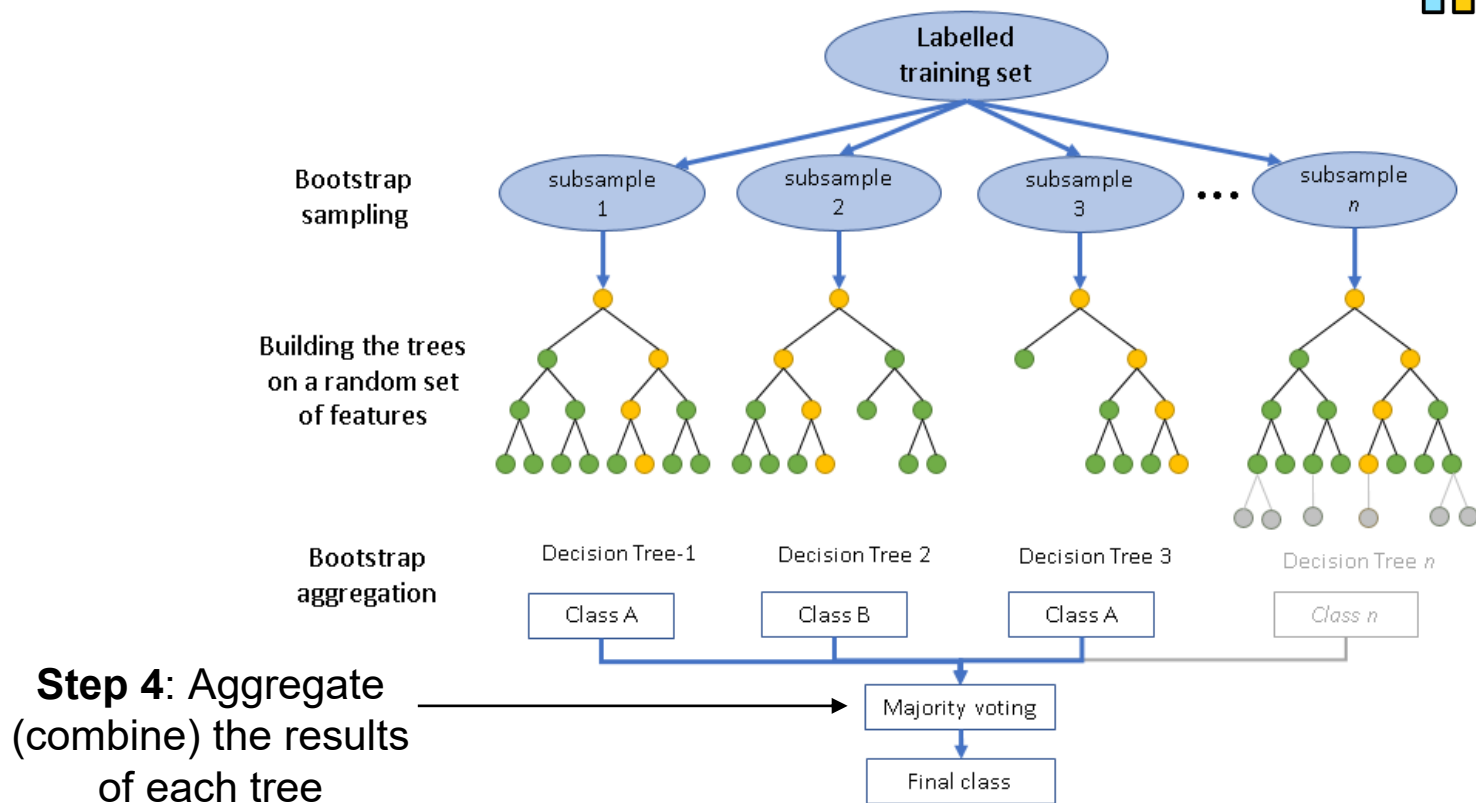 Labelled
training set
Bootstrap
sampling
subsample
1
subsample
2
subsample
3
•••
subsample
n
Building the trees
on a random set
of features
Bootstrap
aggregation
Decision Tree-1
Decision Tree 2
Decision Tree 3
Decision Tree n
Class A
Class B
Class A
Class n
Step 4: Aggregate
(combine) the results
of each tree
Majority voting
Final class